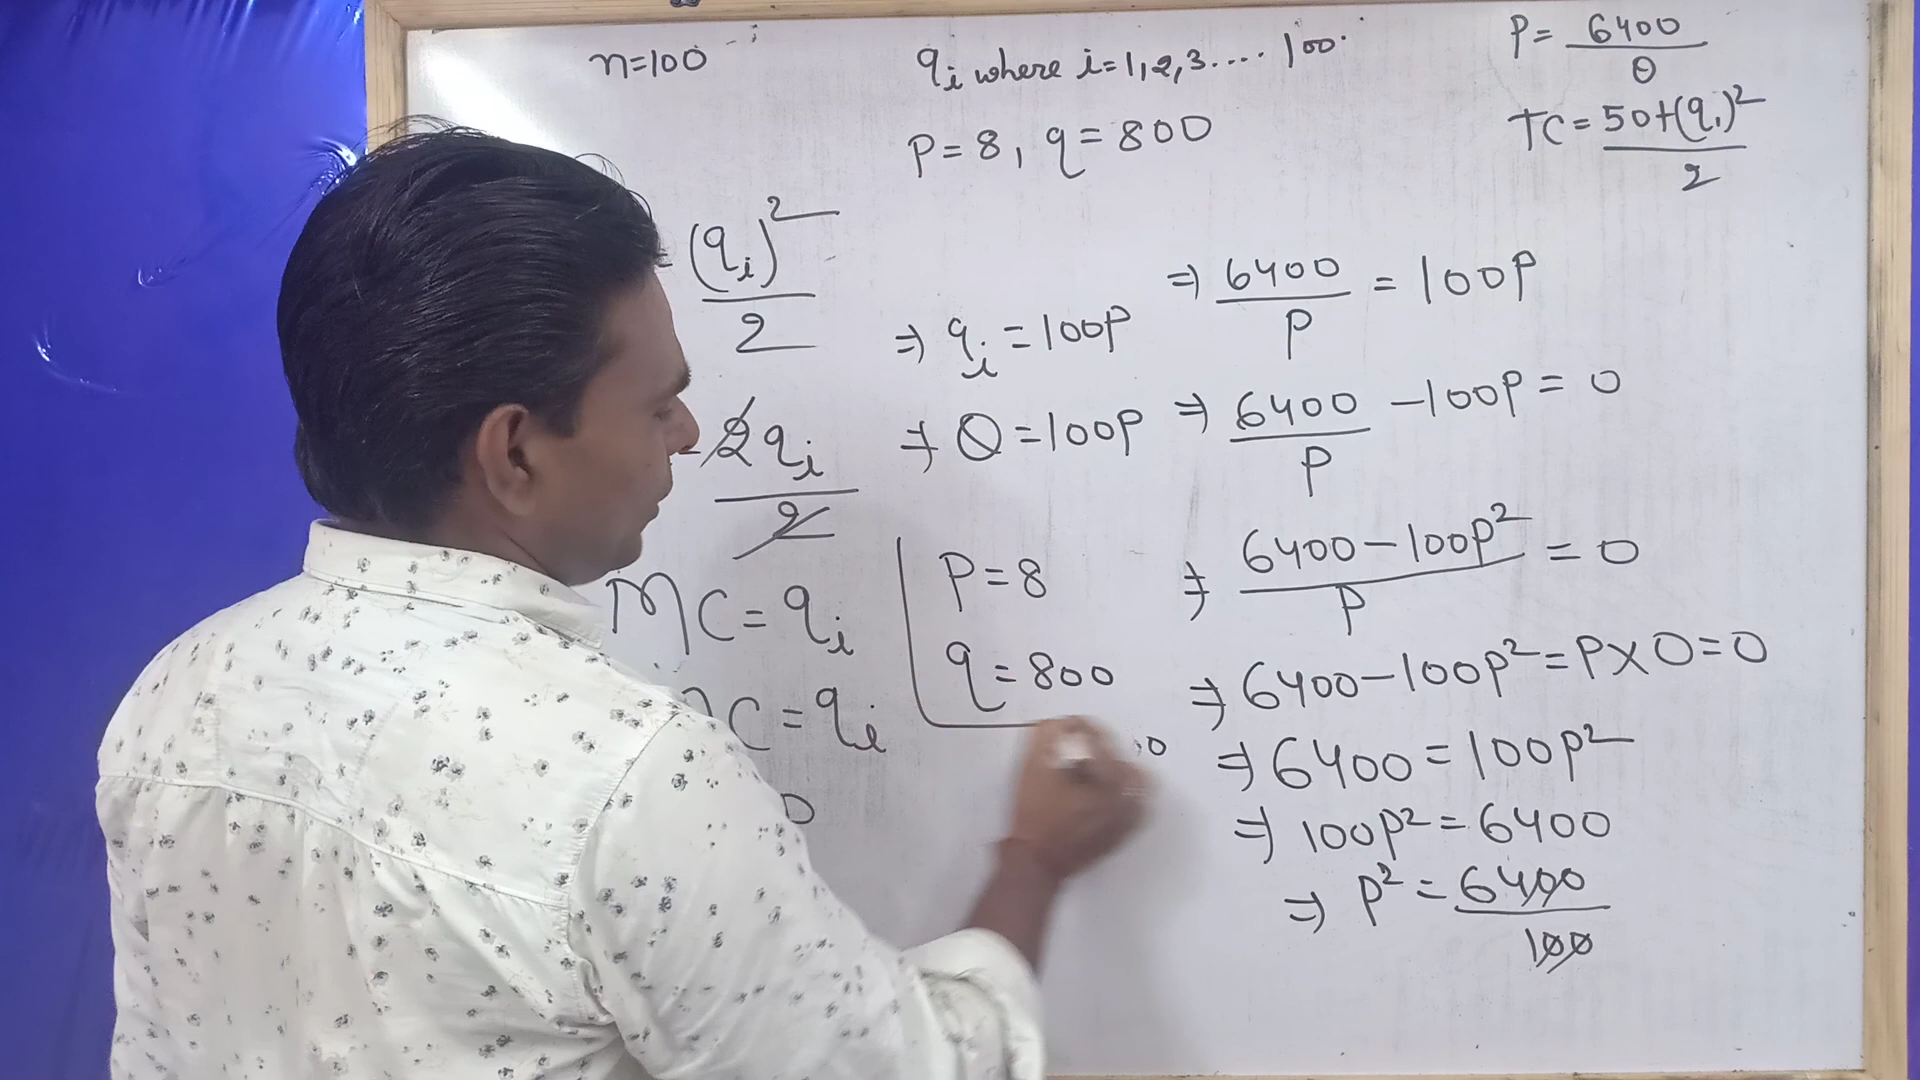 n=100
qi where i=1,2,3....100.
P=8, q=800
P= 6400/Q
TC= 50+(qi)²/2
(qi)²/2
2qi/2
MC=qi
C=qi
⇒ qi=100P
⇒ Q=100P
P=8
q=800
⇒ 6400/P = 100P
⇒ 6400/P -100P = 0
⇒ 6400-100P²/P = 0
⇒ 6400-100P²=P×0=0
⇒ 6400=100P²
⇒ 100P²=6400
⇒ P²=6400/100